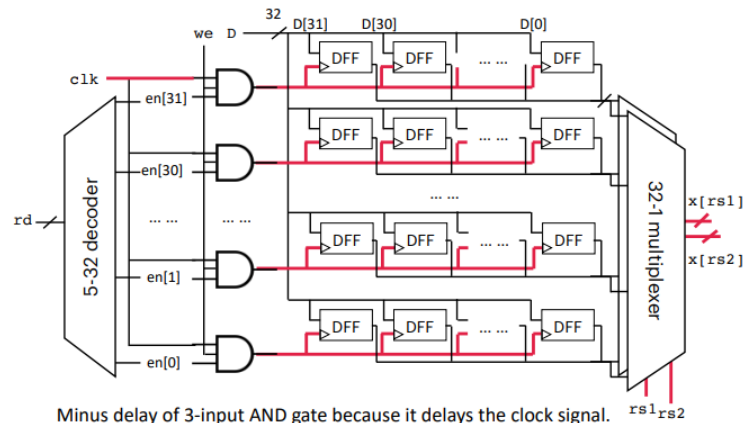 32
we D D[31] D[30] D[0]
DFF DFF ... ... DFF
clk
en[31]
DFF DFF ... ... DFF
en[30]
5-32 decoder
rd
... ... ... ... ... ...
32-1 multiplexer
x[rs1]
x[rs2]
DFF DFF ... ... DFF
en[1]
DFF DFF ... ... DFF
en[0]
rs1 rs2
Minus delay of 3-input AND gate because it delays the clock signal.